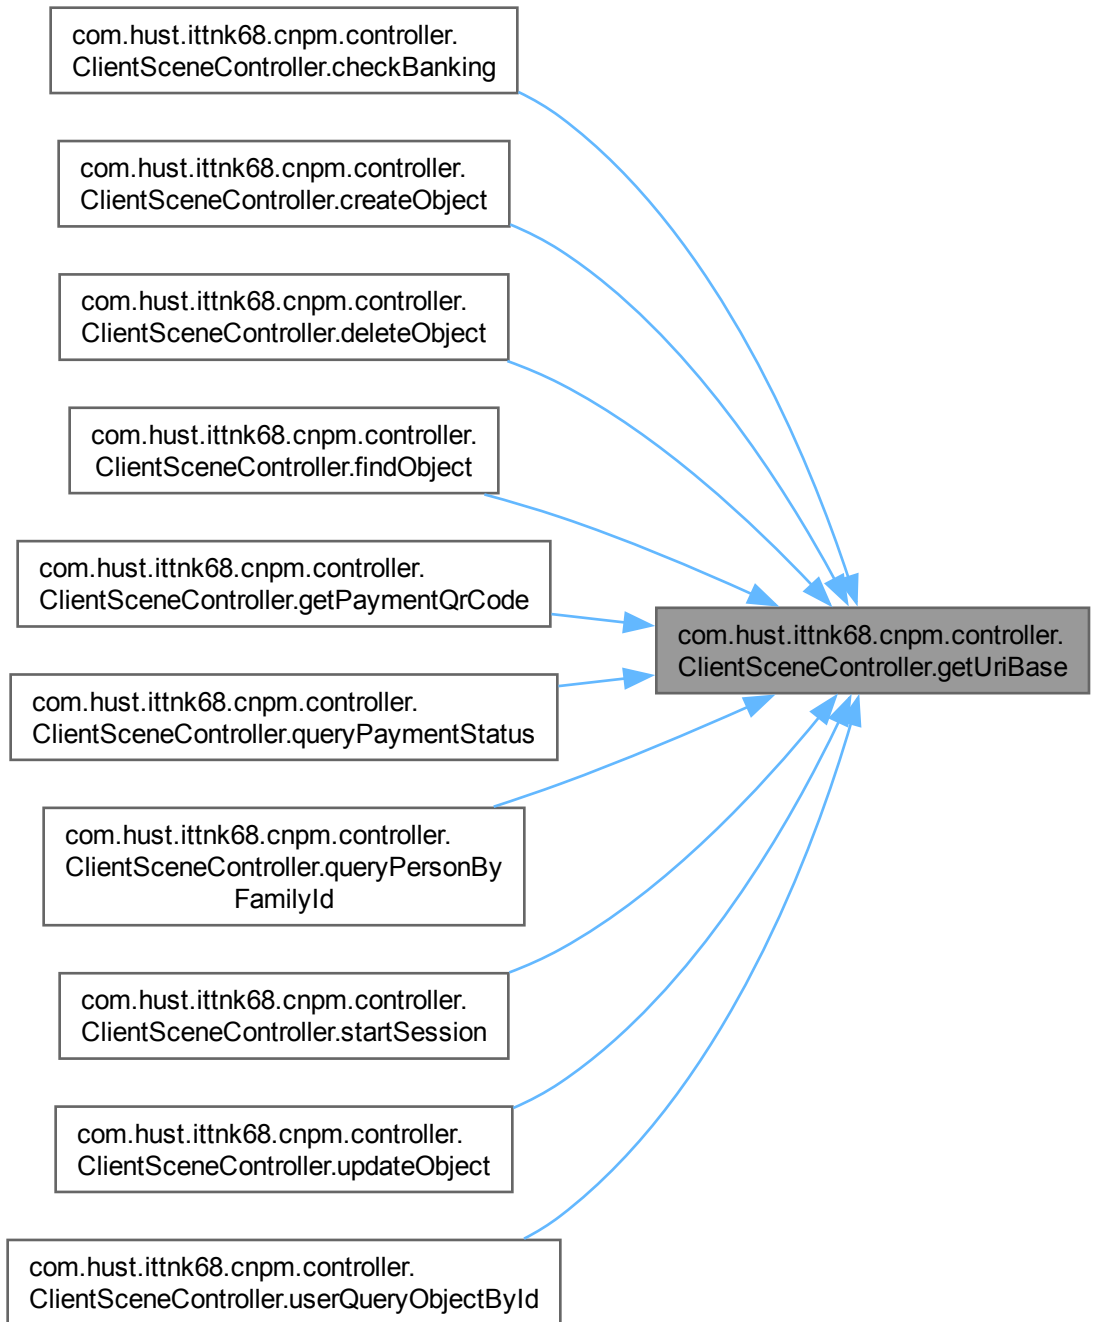 com.hust.ittnk68.cnpm.controller.
ClientSceneController.checkBanking
com.hust.ittnk68.cnpm.controller.
ClientSceneController.createObject
com.hust.ittnk68.cnpm.controller.
ClientSceneController.deleteObject
com.hust.ittnk68.cnpm.controller.
ClientSceneController.findObject
com.hust.ittnk68.cnpm.controller.
ClientSceneController.getPaymentQrCode
com.hust.ittnk68.cnpm.controller.
ClientSceneController.getUriBase
com.hust.ittnk68.cnpm.controller.
ClientSceneController.queryPaymentStatus
com.hust.ittnk68.cnpm.controller.
ClientSceneController.queryPersonBy
FamilyId
com.hust.ittnk68.cnpm.controller.
ClientSceneController.startSession
com.hust.ittnk68.cnpm.controller.
ClientSceneController.updateObject
com.hust.ittnk68.cnpm.controller.
ClientSceneController.userQueryObjectById